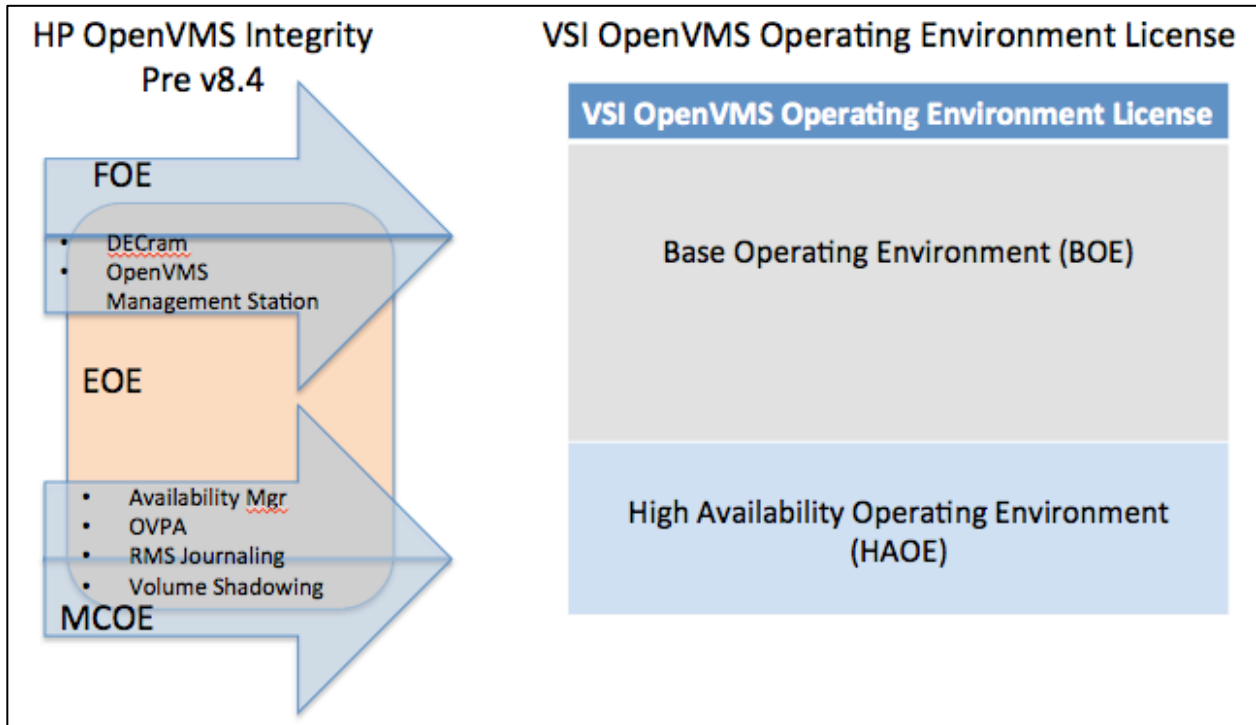 HP OpenVMS Integrity
Pre v8.4
FOE
• DECram
• OpenVMS
Management Station
EOE
• Availability Mgr
• OVPA
• RMS Journaling
• Volume Shadowing
MCOE
VSI OpenVMS Operating Environment License
VSI OpenVMS Operating Environment License
Base Operating Environment (BOE)
High Availability Operating Environment
(HAOE)